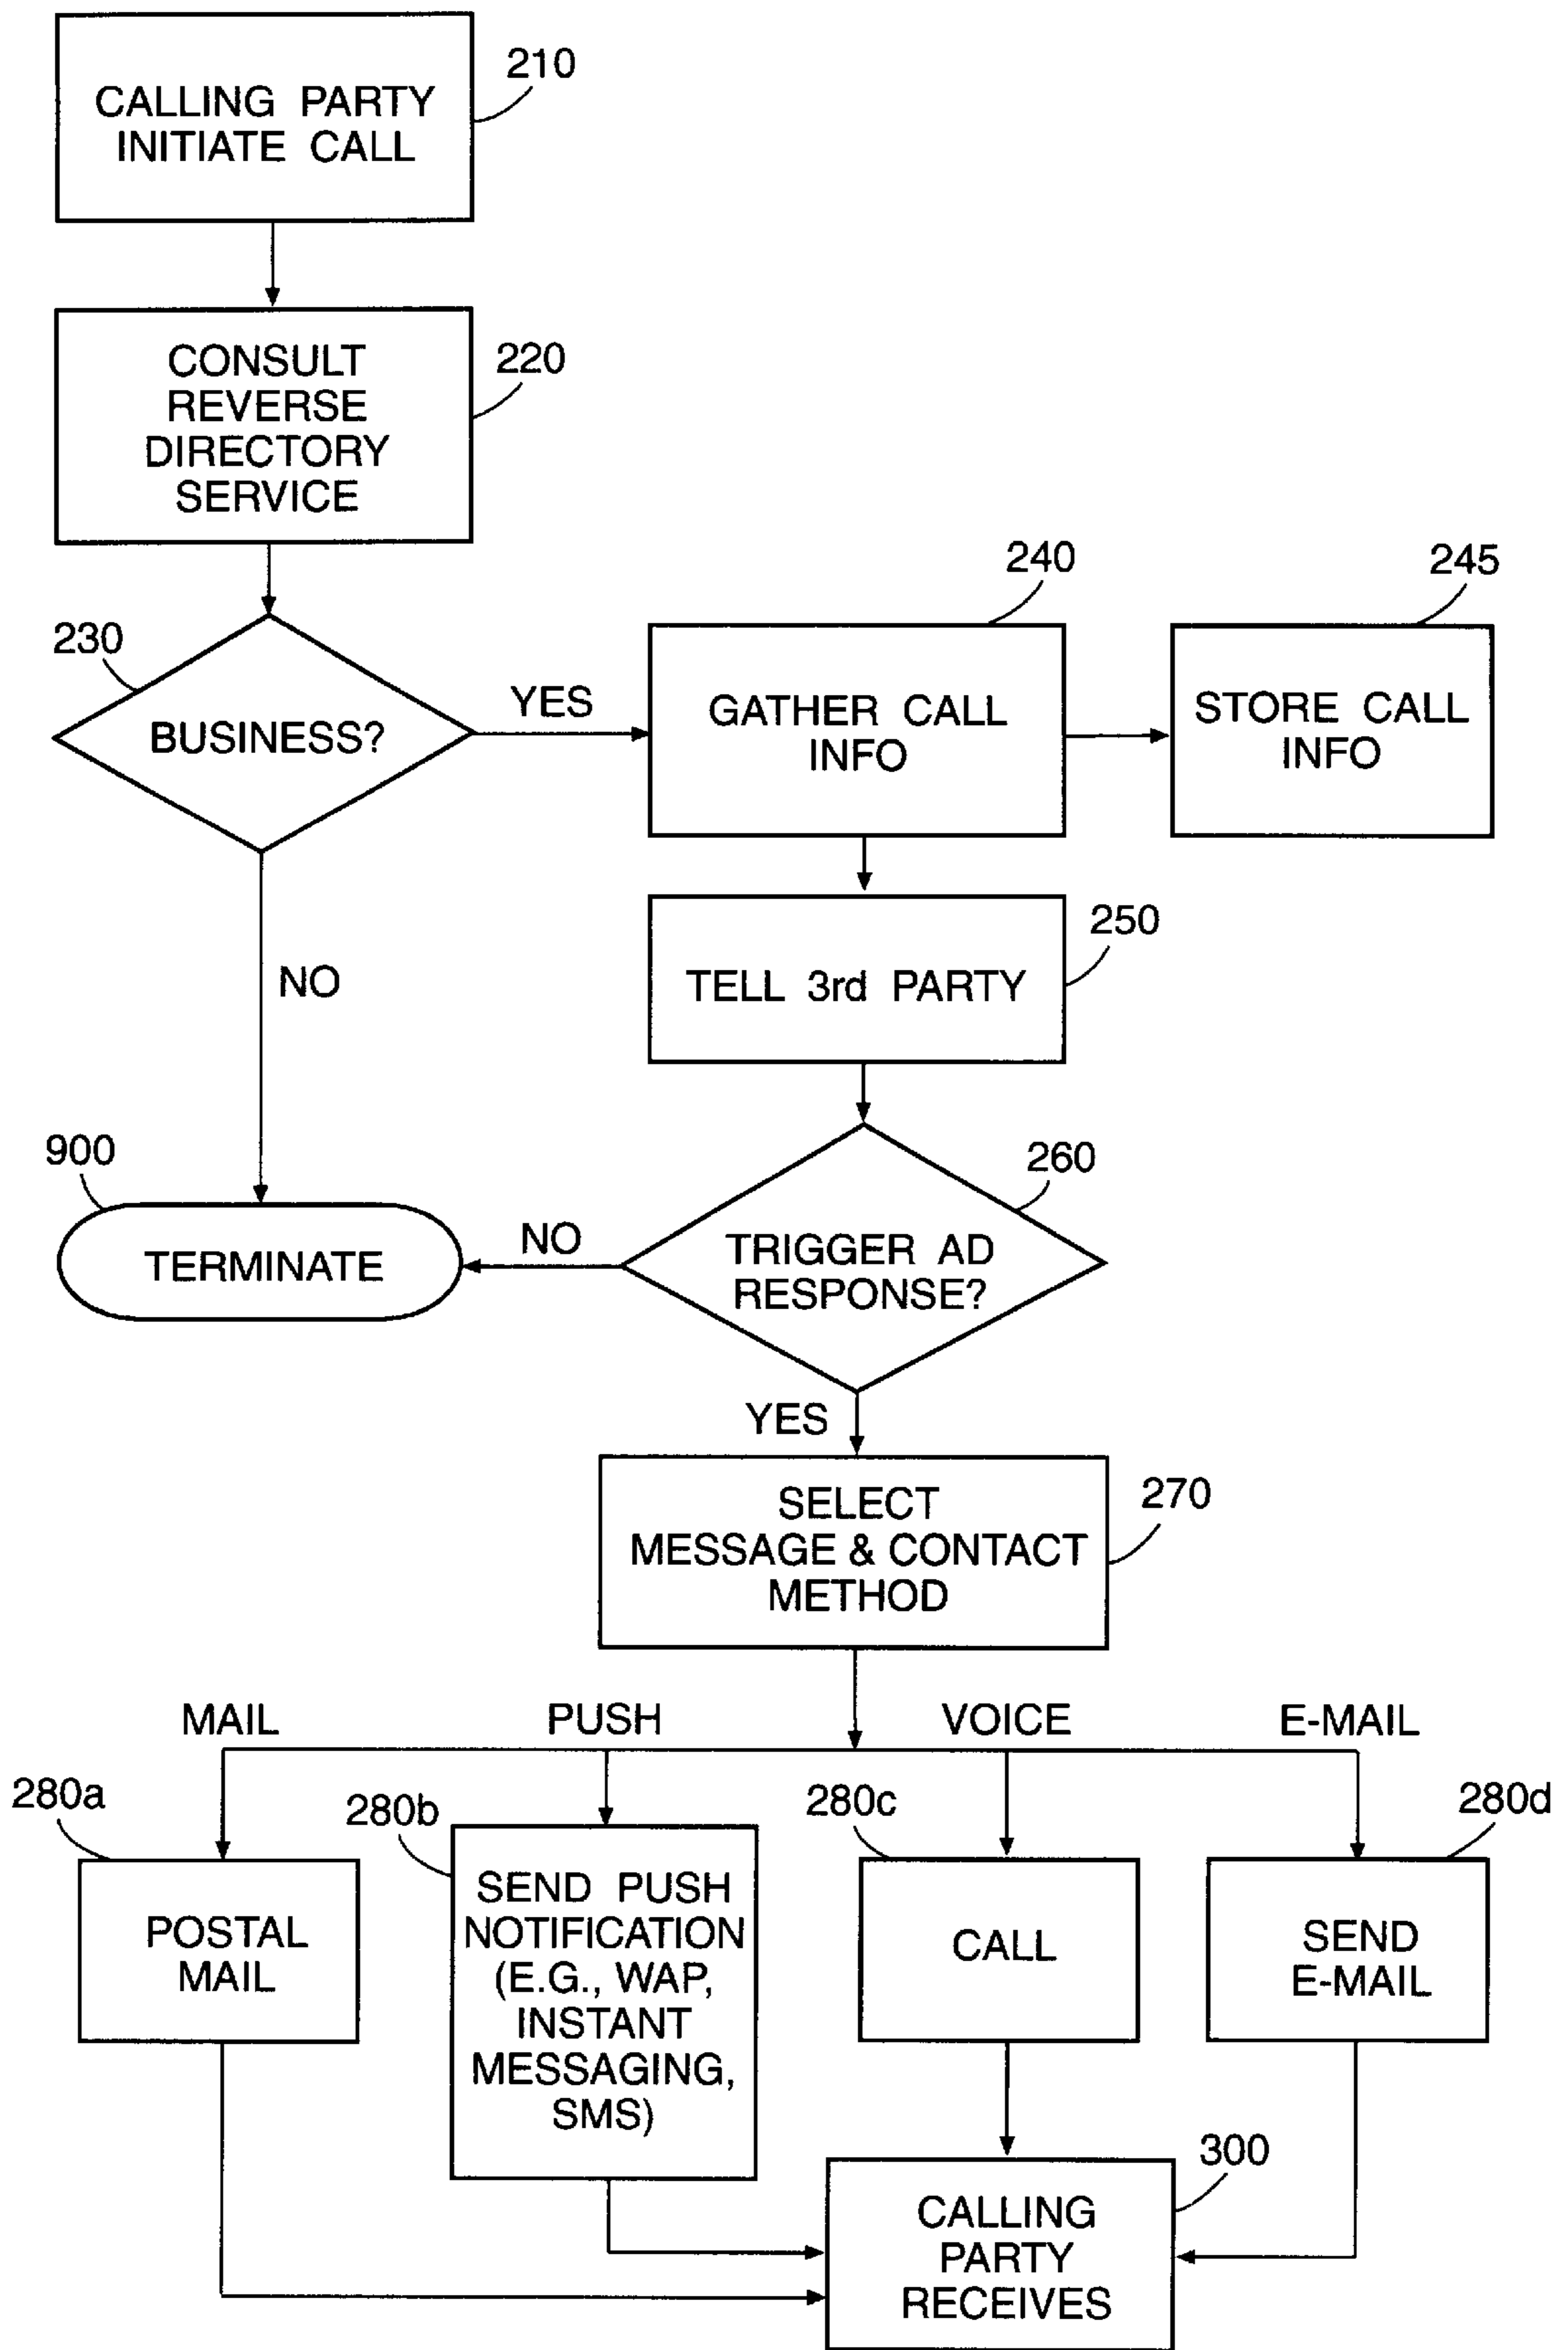 210
CALLING PARTY
INITIATE CALL
220
CONSULT
REVERSE
DIRECTORY
SERVICE
240
245
230
BUSINESS?
YES
GATHER CALL
INFO
STORE CALL
INFO
250
TELL 3rd PARTY
NO
900
TERMINATE
NO
260
TRIGGER AD
RESPONSE?
YES
270
SELECT
MESSAGE & CONTACT
METHOD
MAIL
PUSH
VOICE
E-MAIL
280a
280b
280c
280d
POSTAL
MAIL
SEND PUSH
NOTIFICATION
(E.G., WAP,
INSTANT
MESSAGING,
SMS)
CALL
SEND
E-MAIL
300
CALLING
PARTY
RECEIVES